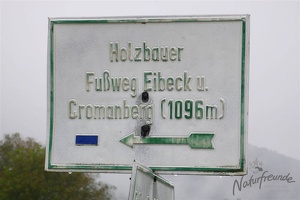 Holzbauer
Fußweg Eibeck u.
Cromanberg (1096m)
Naturfreunde